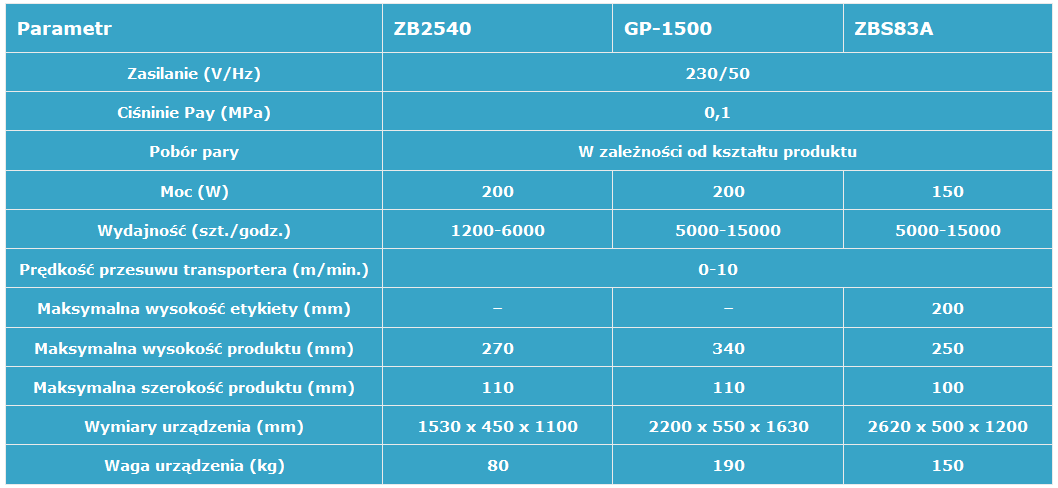 Parametr ZB2540 GP-1500 ZBS83A
Zasilanie (V/Hz) 230/50
Ciśninie Pay (MPa) 0,1
Pobór pary W zależności od kształtu produktu
Moc (W) 200 200 150
Wydajność (szt./godz.) 1200-6000 5000-15000 5000-15000
Prędkość przesuwu transportera (m/min.) 0-10
Maksymalna wysokość etykiety (mm) – – 200
Maksymalna wysokość produktu (mm) 270 340 250
Maksymalna szerokość produktu (mm) 110 110 100
Wymiary urządzenia (mm) 1530 x 450 x 1100 2200 x 550 x 1630 2620 x 500 x 1200
Waga urządzenia (kg) 80 190 150